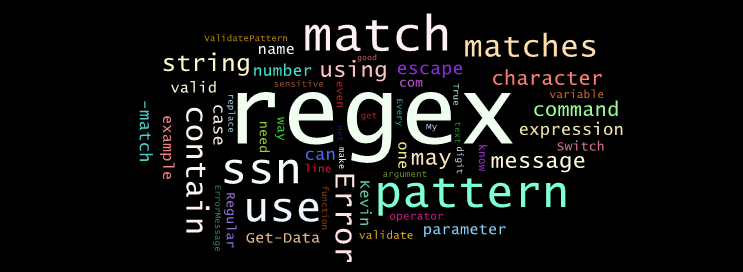 ValidatePattern
good
match
matches
name
string
number
using
escape
character
sensitive
com
True
variable
valid
even
regex
replace
case
Every
command
-match
example
contain
need
way
get
My
text
expression
net
digit
Switch
can
make
one
may
know
message
ssn
line
Error
argument
pattern
Kevin
use
Regular
ErrorMessage
function
operator
Get-Data
validate
parameter